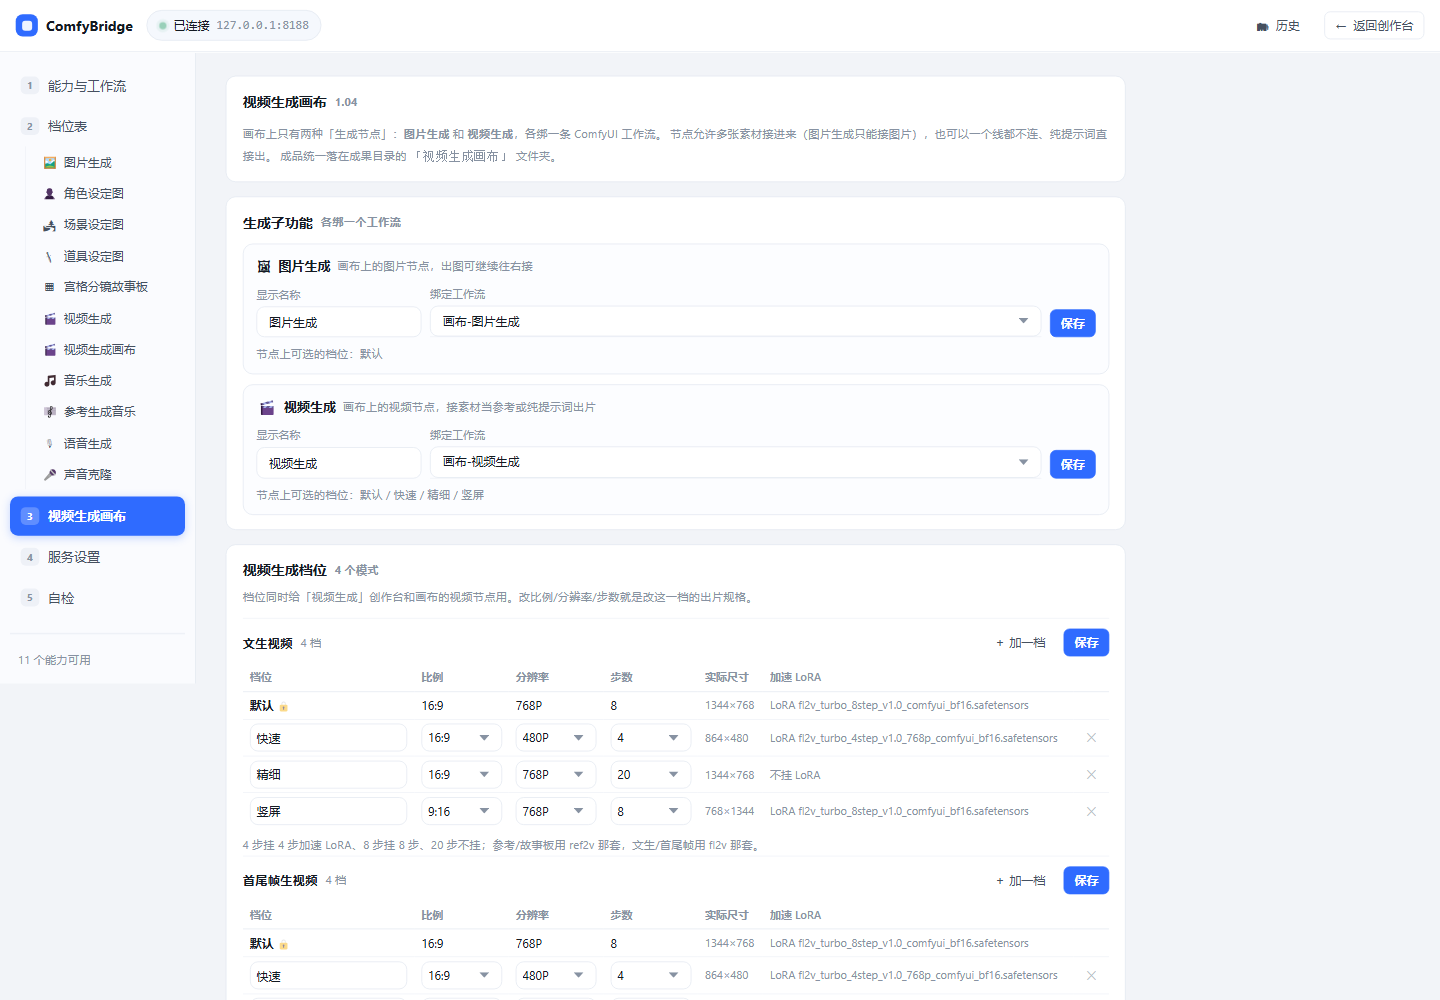 ComfyBridge
已连接 127.0.0.1:8188
历史
← 返回创作台
1 能力与工作流
2 档位表
图片生成
角色设定图
场景设定图
道具设定图
宫格分镜故事板
视频生成
视频生成画布
音乐生成
参考生成音乐
语音生成
声音克隆
3 视频生成画布
4 服务设置
5 自检
11 个能力可用
视频生成画布 1.04
画布上只有两种「生成节点」：图片生成 和 视频生成，各绑一条 ComfyUI 工作流。 节点允许多张素材接进来（图片生成只能接图片），也可以一个线都不连、纯提示词直
接出。 成品统一落在成果目录的 「视频生成画布」 文件夹。
生成子功能 各绑一个工作流
图片生成 画布上的图片节点，出图可继续往右接
显示名称 绑定工作流
图片生成 画布-图片生成 保存
节点上可选的档位：默认
视频生成 画布上的视频节点，接素材当参考或纯提示词出片
显示名称 绑定工作流
视频生成 画布-视频生成 保存
节点上可选的档位：默认 / 快速 / 精细 / 竖屏
视频生成档位 4 个模式
档位同时给「视频生成」创作台和画布的视频节点用。改比例/分辨率/步数就是改这一档的出片规格。
文生视频 4 档 + 加一档 保存
档位 比例 分辨率 步数 实际尺寸 加速 LoRA
默认 16:9 768P 8 1344×768 LoRA fl2v_turbo_8step_v1.0_comfyui_bf16.safetensors
快速 16:9 480P 4 864×480 LoRA fl2v_turbo_4step_v1.0_768p_comfyui_bf16.safetensors ×
精细 16:9 768P 20 1344×768 不挂 LoRA ×
竖屏 9:16 768P 8 768×1344 LoRA fl2v_turbo_8step_v1.0_comfyui_bf16.safetensors ×
4 步挂 4 步加速 LoRA、8 步挂 8 步、20 步不挂；参考/故事板用 ref2v 那套，文生/首尾帧用 fl2v 那套。
首尾帧生视频 4 档 + 加一档 保存
档位 比例 分辨率 步数 实际尺寸 加速 LoRA
默认 16:9 768P 8 1344×768 LoRA fl2v_turbo_8step_v1.0_comfyui_bf16.safetensors
快速 16:9 480P 4 864×480 LoRA fl2v_turbo_4step_v1.0_768p_comfyui_bf16.safetensors ×